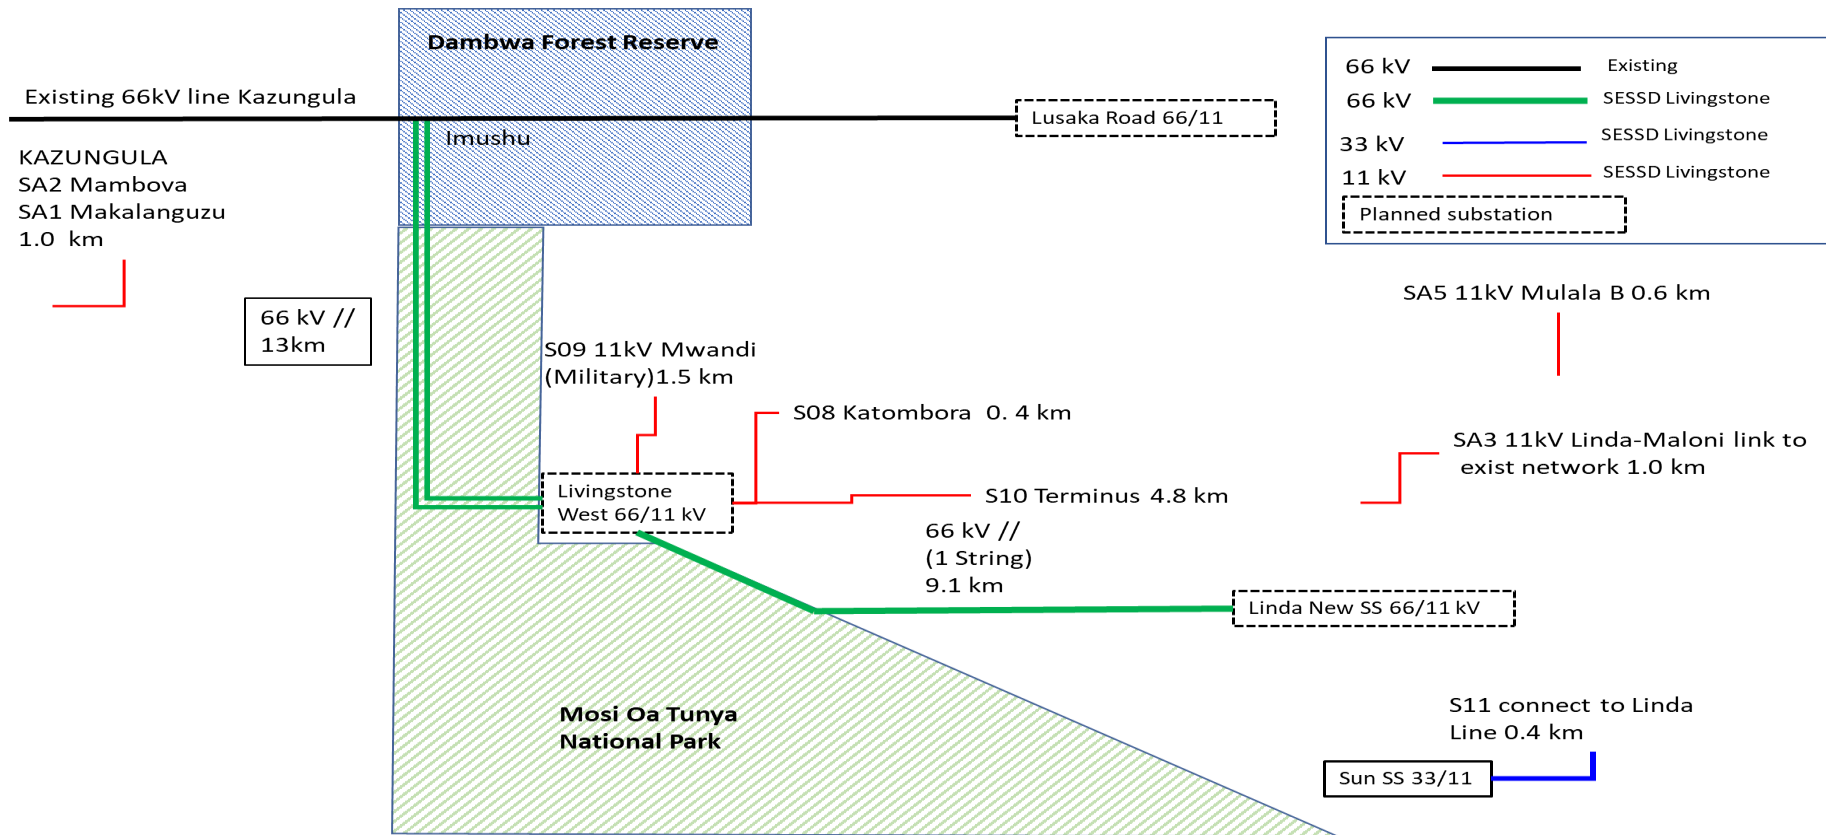 Dambwa Forest Reserve
Existing 66kV line Kazungula
Imushu
Lusaka Road 66/11
66 kV Existing
66 kV SESSD Livingstone
33 kV SESSD Livingstone
11 kV SESSD Livingstone
Planned substation
KAZUNGULA
SA2 Mambova
SA1 Makalanguzu
1.0 km
66 kV //
13km
SA5 11kV Mulala B 0.6 km
S09 11kV Mwandi
(Military)1.5 km
S08 Katombora 0. 4 km
SA3 11kV Linda-Maloni link to
exist network 1.0 km
Livingstone
West 66/11 kV
S10 Terminus 4.8 km
66 kV //
(1 String)
9.1 km
Linda New SS 66/11 kV
Mosi Oa Tunya
National Park
S11 connect to Linda
Line 0.4 km
Sun SS 33/11